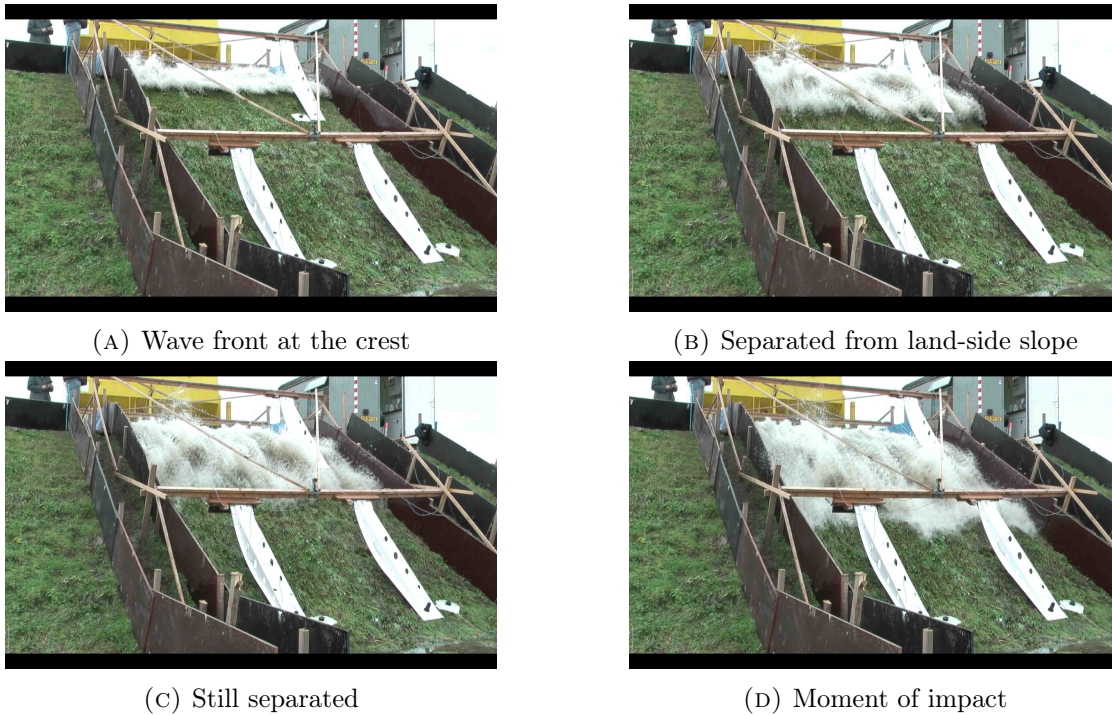 (A) Wave front at the crest
(B) Separated from land-side slope
(C) Still separated
(D) Moment of impact